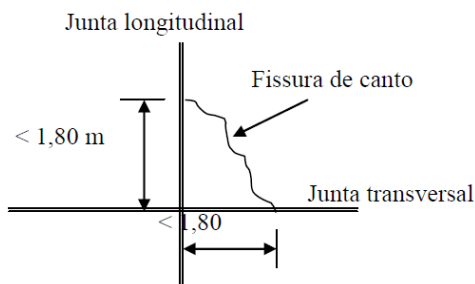 Junta longitudinal
Fissura de canto
< 1,80 m
Junta transversal
< 1,80